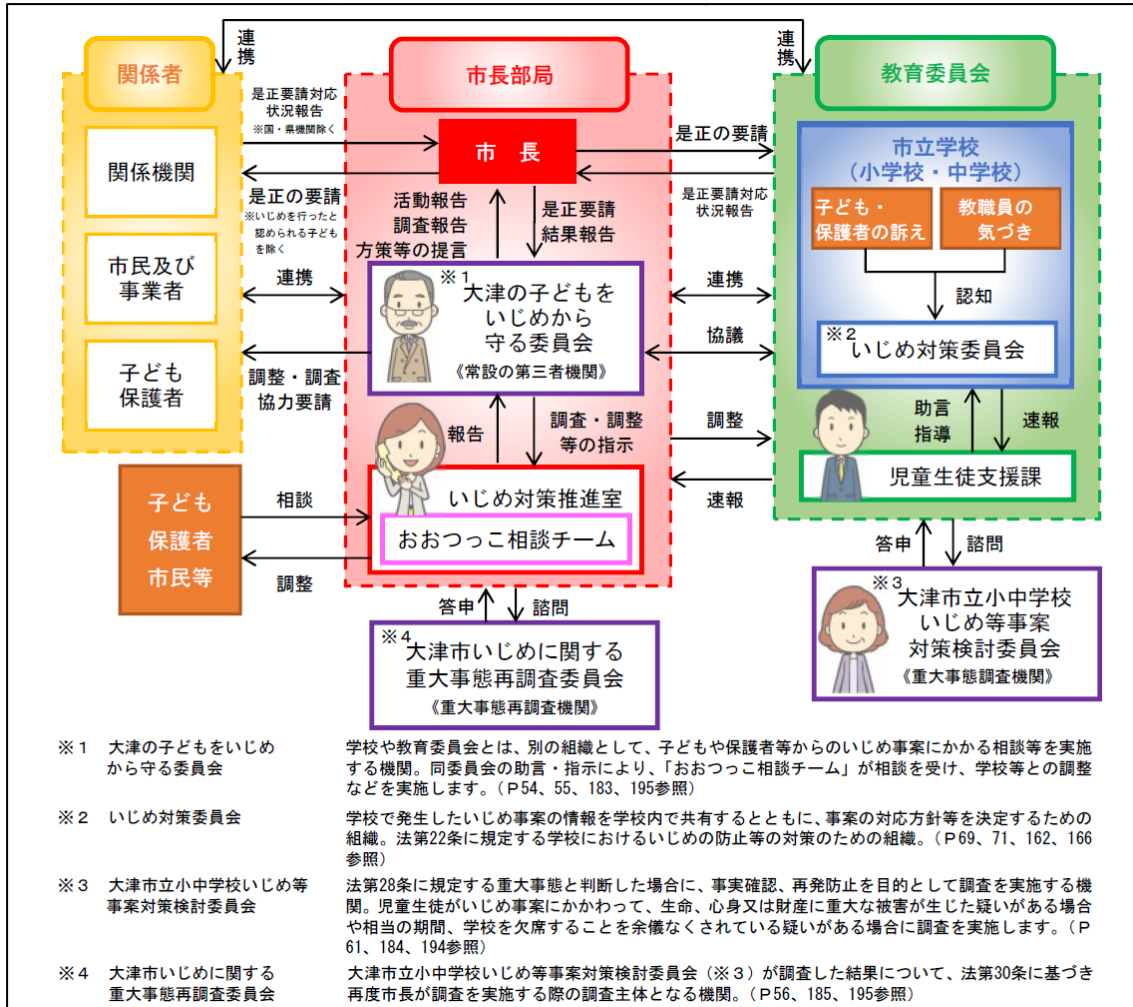 連携
連携
関係者
市長部局
教育委員会
是正要請対応
状況報告
※国・県機関除く
市長
是正の要請
市立学校
(小学校・中学校)
関係機関
是正の要請
※いじめを行ったと
認められる子ども
を除く
活動報告
調査報告
方策等の提言
是正要請
結果報告
是正要請対応
状況報告
子ども・
保護者の訴え
教職員の
気づき
市民及び
事業者
連携
※1
大津の子どもを
いじめから
守る委員会
《常設の第三者機関》
連携
認知
協議
※2
いじめ対策委員会
子ども
保護者
調整・調査
協力要請
報告
調査・調整
等の指示
調整
助言
指導
速報
速報
児童生徒支援課
子ども
保護者
市民等
相談
調整
いじめ対策推進室
おおつっこ相談チーム
答申
諮問
答申
諮問
※4
大津市いじめに関する
重大事態再調査委員会
《重大事態再調査機関》
※3
大津市立小中学校
いじめ等事案
対策検討委員会
《重大事態調査機関》
※1 大津の子どもをいじめ 学校や教育委員会とは、別の組織として、子どもや保護者等からのいじめ事案にかかる相談等を実施
から守る委員会 する機関。同委員会の助言・指示により、「おおつっこ相談チーム」が相談を受け、学校等との調整
などを実施します。(P54、55、183、195参照)
※2 いじめ対策委員会 学校で発生したいじめ事案の情報を学校内で共有するとともに、事案の対応方針等を決定するための
組織。法第22条に規定する学校におけるいじめの防止等の対策のための組織。(P69、71、162、166
参照)
※3 大津市立小中学校いじめ等 法第28条に規定する重大事態と判断した場合に、事実確認、再発防止を目的として調査を実施する機
事案対策検討委員会 関。児童生徒がいじめ事案にかかわって、生命、心身又は財産に重大な被害が生じた疑いがある場合
や相当の期間、学校を欠席することを余儀なくされている疑いがある場合に調査を実施します。(P
61、184、194参照)
※4 大津市いじめに関する 大津市立小中学校いじめ等事案対策検討委員会(※3)が調査した結果について、法第30条に基づき
重大事態再調査委員会 再度市長が調査を実施する際の調査主体となる機関。(P56、185、195参照)